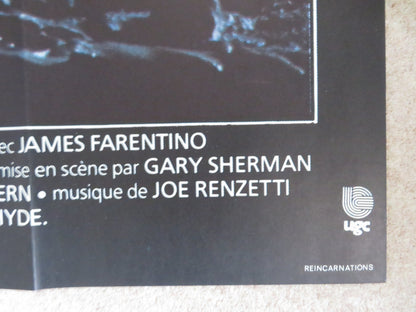 ec JAMES FARENTINO
mise en scène par GARY SHERMAN
ERN • musique de JOE RENZETTI
HYDE.
ugc
REINCARNATIONS